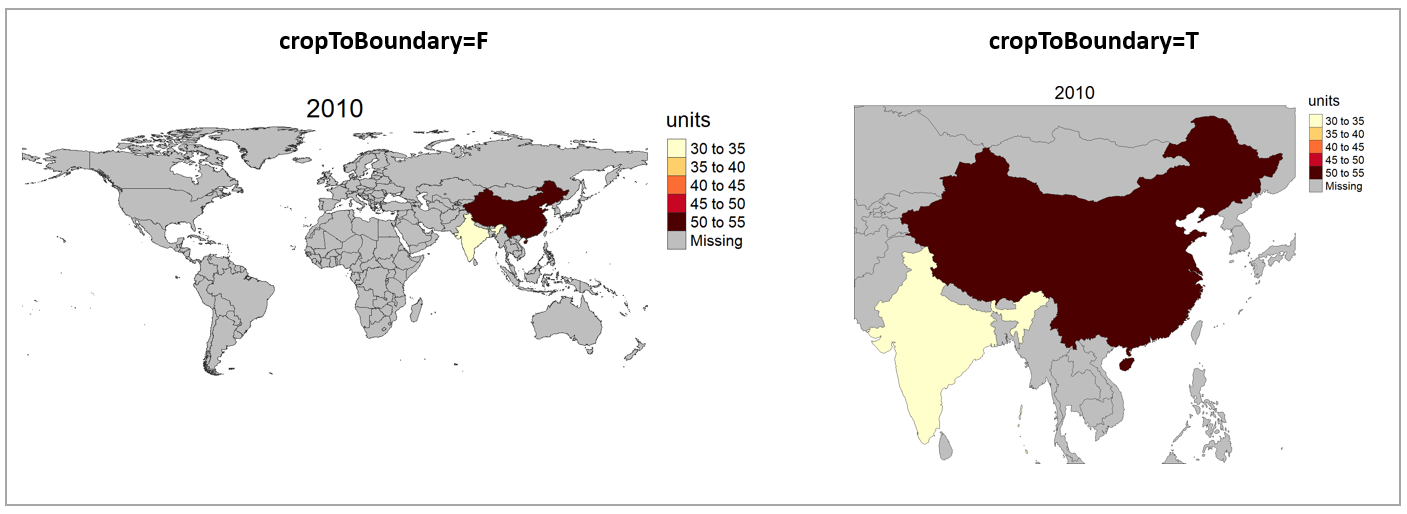 cropToBoundary=F
2010
units
30 to 35
35 to 40
40 to 45
45 to 50
50 to 55
Missing
cropToBoundary=T
2010
units
30 to 35
35 to 40
40 to 45
45 to 50
50 to 55
Missing